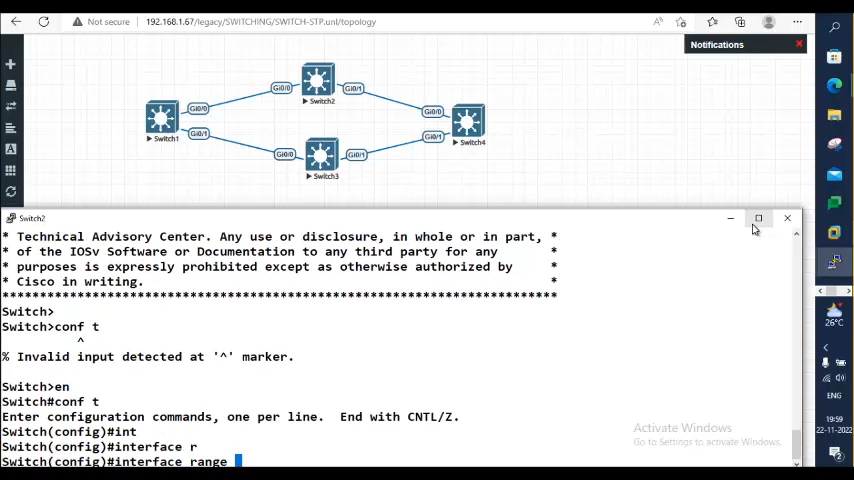 Not secure
192.168.1.67/legacy/SWITCHING/SWITCH-STP.unl/topology
Notifications
Gi0/0
Gi0/1
Switch2
Gi0/0
Gi0/0
Switch1
Gi0/1
Gi0/1
Switch4
Gi0/0
Gi0/1
Switch3
Switch2
* Technical Advisory Center. Any use or disclosure, in whole or in part, *
* of the IOSv Software or Documentation to any third party for any *
* purposes is expressly prohibited except as otherwise authorized by *
* Cisco in writing. *
**************************************************************************
Switch>
Switch>conf t
^
% Invalid input detected at '^' marker.
Switch>en
Switch#conf t
Enter configuration commands, one per line. End with CNTL/Z.
Switch(config)#int
Switch(config)#interface r
Switch(config)#interface range
Activate Windows
Go to Settings to activate Windows.
26°C
ENG
19:59
22-11-2022
2